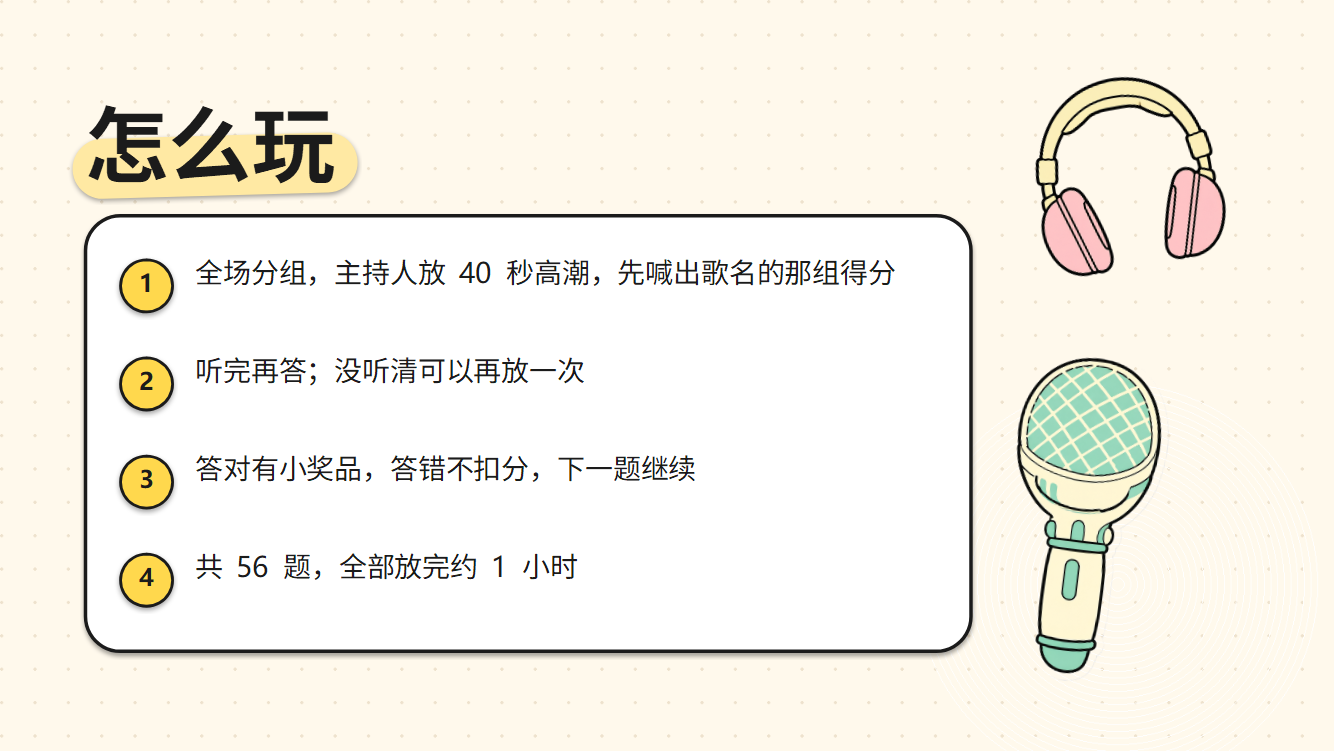 怎么玩
1 全场分组，主持人放 40 秒高潮，先喊出歌名的那组得分
2 听完再答；没听清可以再放一次
3 答对有小奖品，答错不扣分，下一题继续
4 共 56 题，全部放完约 1 小时